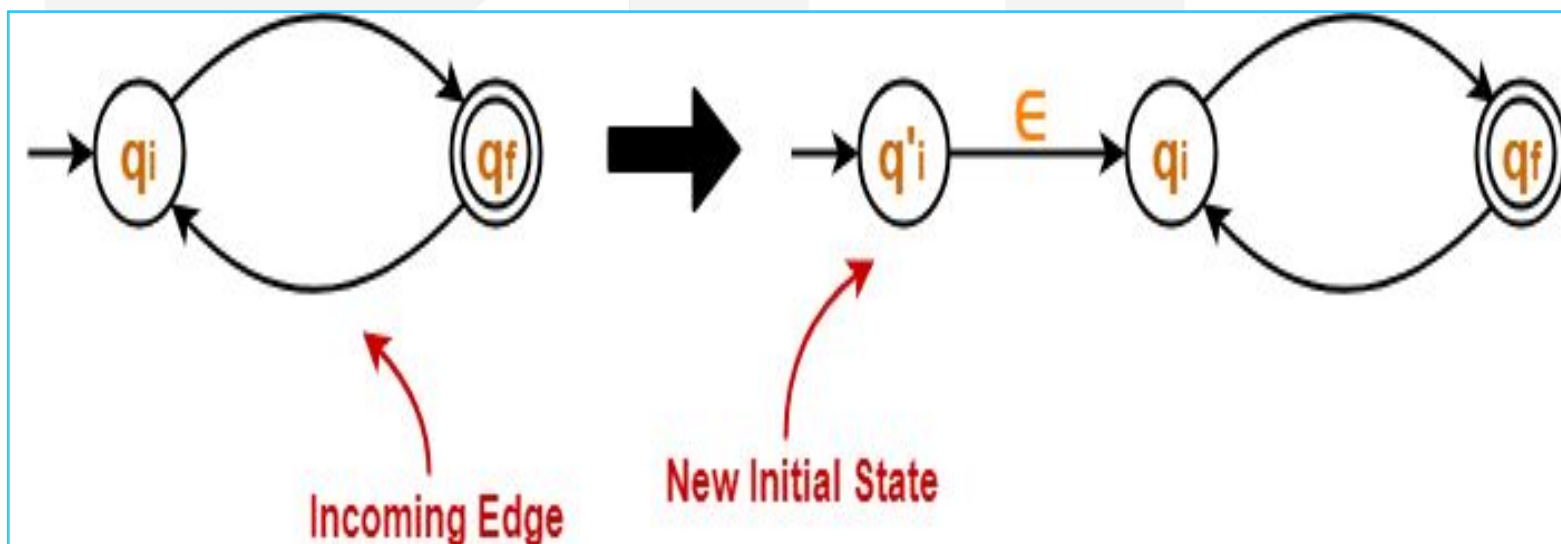 qi
qf
q'i
∈
qi
qf
Incoming Edge
New Initial State